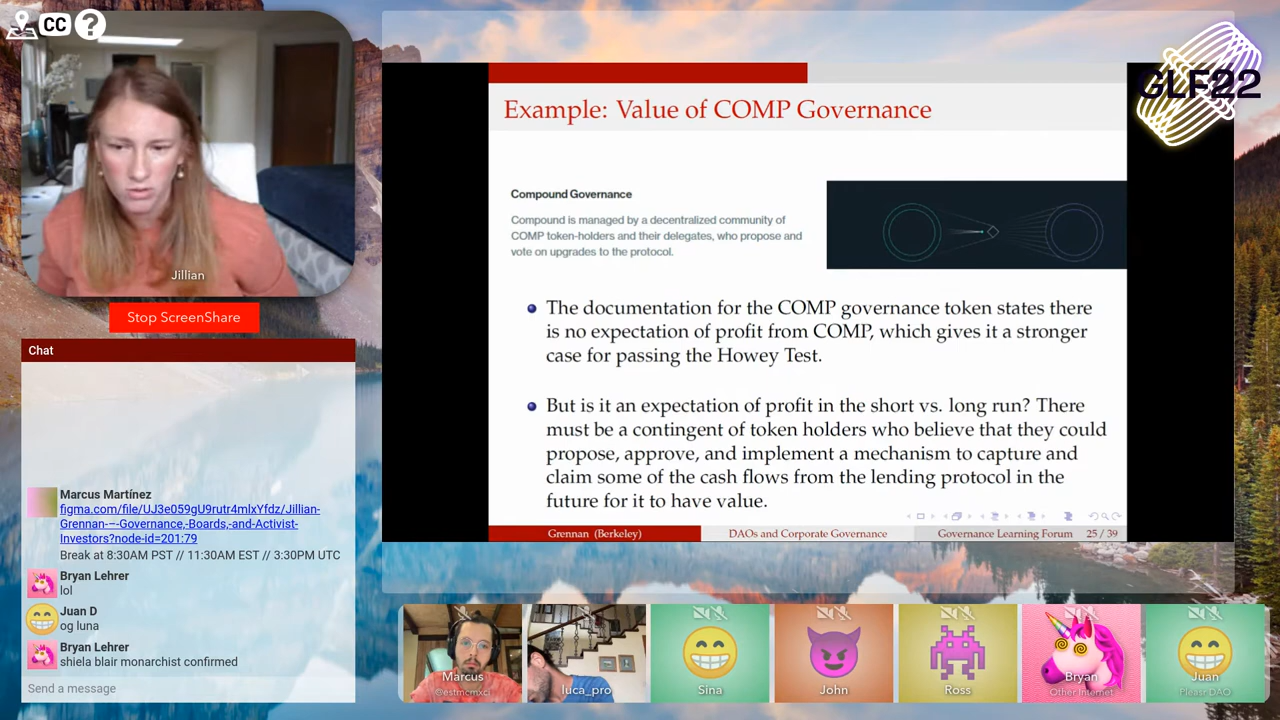 CC
?
Jillian
Stop ScreenShare
Chat
Marcus Martínez
figma.com/file/UJ3e059gU9rutr4mlxYfdz/Jillian-
Grennan-–-Governance,-Boards,-and-Activist-
Investors?node-id=201:79
Break at 8:30AM PST // 11:30AM EST // 3:30PM UTC
Bryan Lehrer
lol
Juan D
og luna
Bryan Lehrer
shiela blair monarchist confirmed
Send a message
GLF22
Example: Value of COMP Governance
Compound Governance
Compound is managed by a decentralized community of
COMP token-holders and their delegates, who propose and
vote on upgrades to the protocol.
The documentation for the COMP governance token states there
is no expectation of profit from COMP, which gives it a stronger
case for passing the Howey Test.
But is it an expectation of profit in the short vs. long run? There
must be a contingent of token holders who believe that they could
propose, approve, and implement a mechanism to capture and
claim some of the cash flows from the lending protocol in the
future for it to have value.
Grennan (Berkeley)
DAOs and Corporate Governance
Governance Learning Forum
25 / 39
Marcus
@estmcmxci
luca_pro
Sina
John
Ross
Bryan
Other Internet
Juan
Please DAO